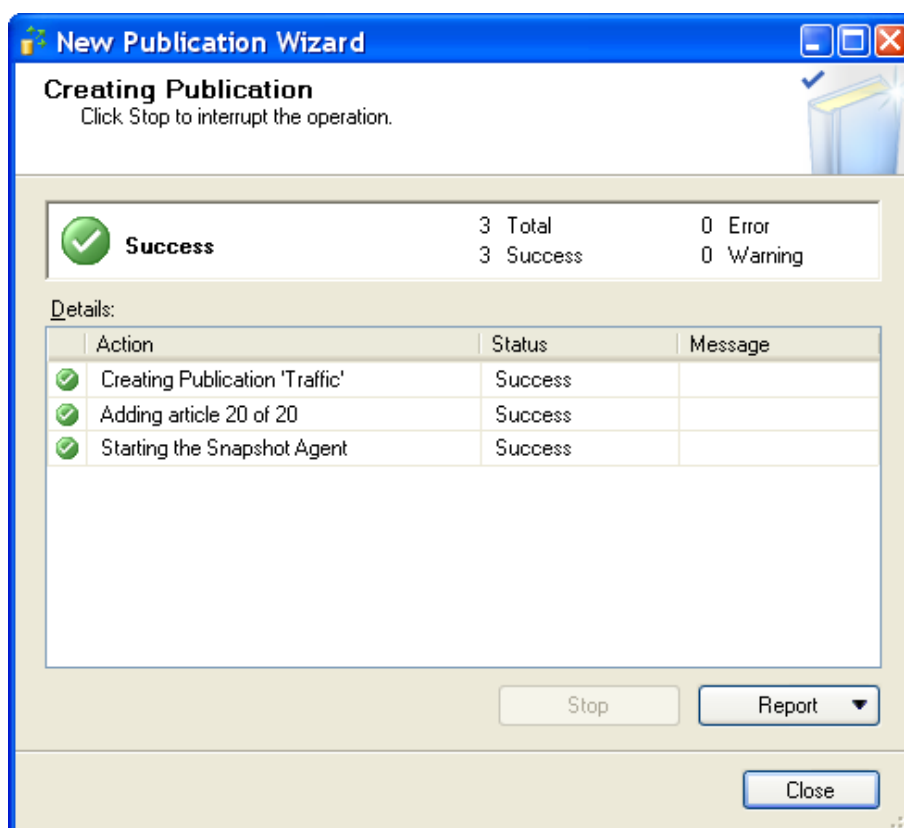 New Publication Wizard
Creating Publication
Click Stop to interrupt the operation.
Success 3 Total 0 Error
3 Success 0 Warning
Details:
Action Status Message
Creating Publication 'Traffic' Success
Adding article 20 of 20 Success
Starting the Snapshot Agent Success
Stop Report
Close